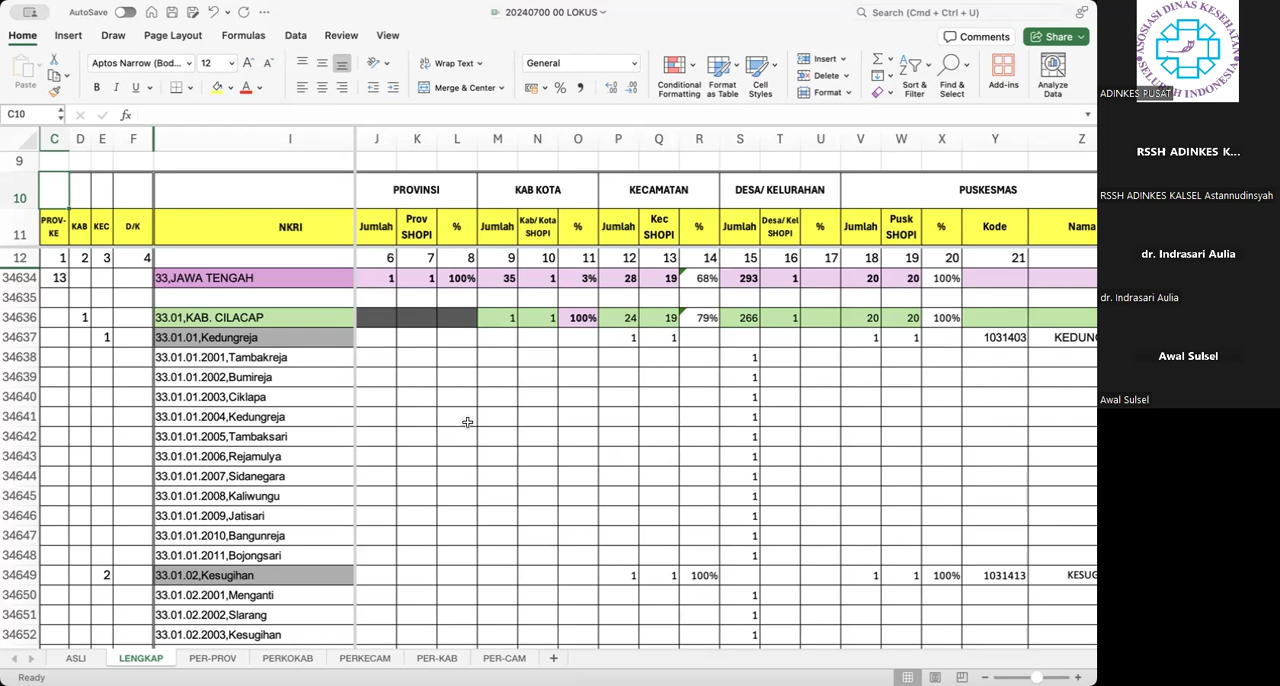 AutoSave
20240700 00 LOKUS
Search (Cmd + Ctrl + U)
Home Insert Draw Page Layout Formulas Data Review View
Comments Share
Paste
Aptos Narrow (Bod... 12
Wrap Text
General
B I U
Merge & Center
Conditional Formatting
Format as Table
Cell Styles
Insert
Delete
Format
Sort & Filter
Find & Select
Add-ins
Analyze Data
C10 fx
C D E F I J K L M N O P Q R S T U V W X Y Z
9
10 PROVINSI KAB KOTA KECAMATAN DESA/ KELURAHAN PUSKESMAS
11 PROV-KE KAB KEC D/K NKRI Jumlah Prov SHOPI % Jumlah Kab/ Kota SHOPI % Jumlah Kec SHOPI % Jumlah Desa/ Kel SHOPI % Jumlah Pusk SHOPI % Kode Nama
12 1 2 3 4 6 7 8 9 10 11 12 13 14 15 16 17 18 19 20 21
34634 13 33,JAWA TENGAH 1 1 100% 35 1 3% 28 19 68% 293 1 20 20 100%
34635
34636 1 33.01,KAB. CILACAP 1 1 100% 24 19 79% 266 1 20 20 100%
34637 1 33.01.01,Kedungreja 1 1 1 1 1031403 KEDUNG
34638 33.01.01.2001,Tambakreja 1
34639 33.01.01.2002,Bumireja 1
34640 33.01.01.2003,Ciklapa 1
34641 33.01.01.2004,Kedungreja 1
34642 33.01.01.2005,Tambaksari 1
34643 33.01.01.2006,Rejamulya 1
34644 33.01.01.2007,Sidanegara 1
34645 33.01.01.2008,Kaliwungu 1
34646 33.01.01.2009,Jatisari 1
34647 33.01.01.2010,Bangunreja 1
34648 33.01.01.2011,Bojongsari 1
34649 2 33.01.02,Kesugihan 1 1 100% 1 1 100% 1031413 KESUG
34650 33.01.02.2001,Menganti 1
34651 33.01.02.2002,Slarang 1
34652 33.01.02.2003,Kesugihan 1
ASLI LENGKAP PER-PROV PERKOKAB PERKECAM PER-KAB PER-CAM +
Ready
ASOSIASI DINAS KESEHATAN
SELURUH INDONESIA
ADINKES PUSAT
RSSH ADINKES K...
RSSH ADINKES KALSEL Astannudinsyah
dr. Indrasari Aulia
dr. Indrasari Aulia
Awal Sulsel
Awal Sulsel